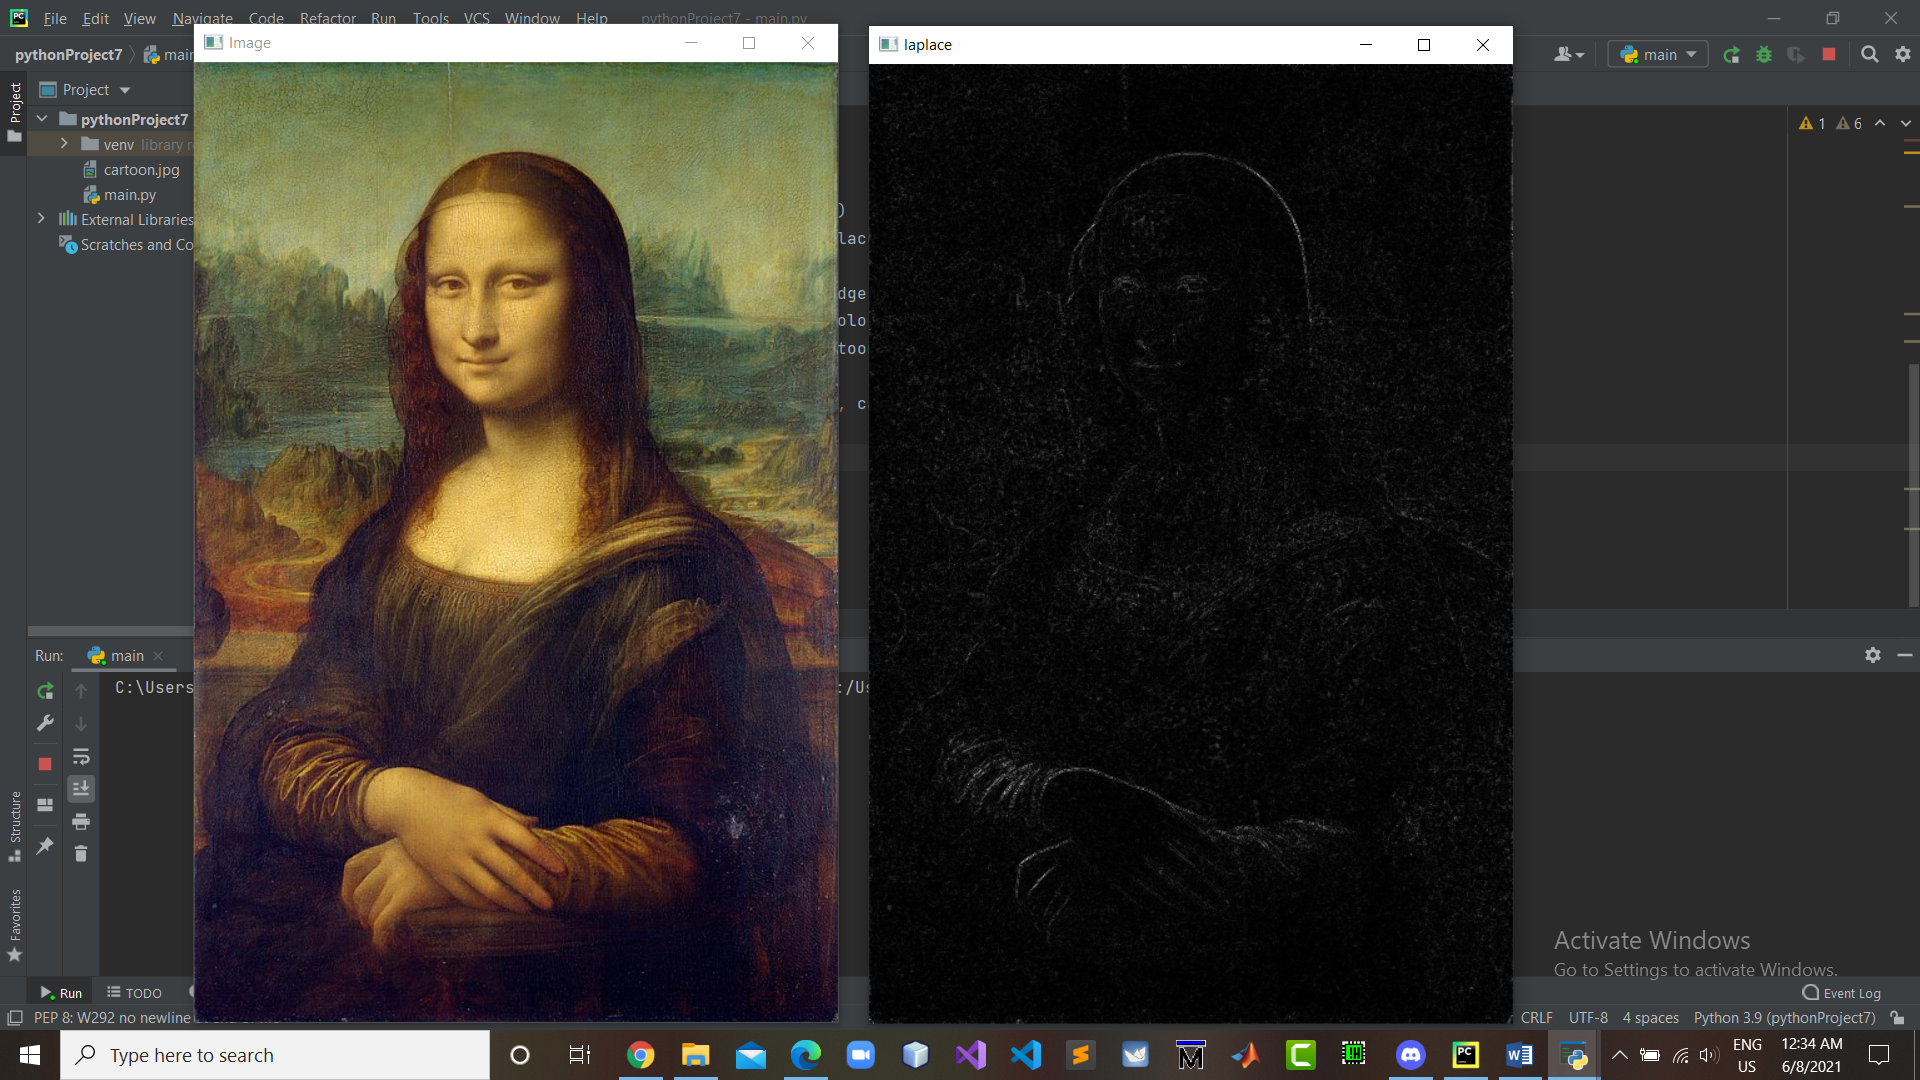 File Edit View Navigate Code Refactor Run Tools VCS Window Help pythonProject7 - main.py
Image
laplace
pythonProject7 main
main
Project
Project
1 6
pythonProject7
venv library
cartoon.jpg
main.py
External Libraries
Scratches and Co
)
lac
dge
olo
too
, c
Run: main
C:\Users :/Us
Structure
Favorites
Activate Windows
Go to Settings to activate Windows.
Run TODO
Event Log
PEP 8: W292 no newline
CRLF UTF-8 4 spaces Python 3.9 (pythonProject7)
Type here to search
PC
PC
ENG
US
12:34 AM
6/8/2021